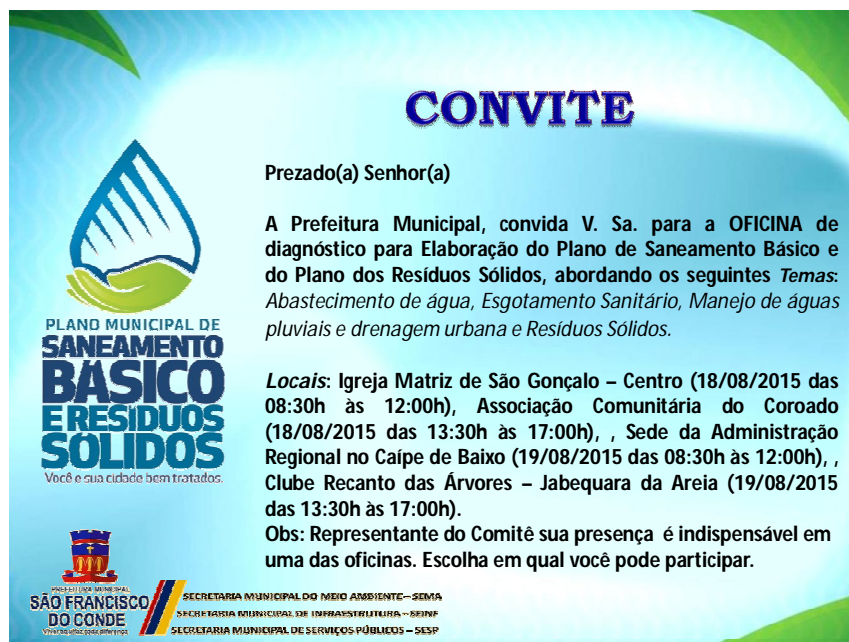 CONVITE
Prezado(a) Senhor(a)
A Prefeitura Municipal, convida V. Sa. para a OFICINA de
diagnóstico para Elaboração do Plano de Saneamento Básico e
do Plano dos Resíduos Sólidos, abordando os seguintes Temas:
Abastecimento de água, Esgotamento Sanitário, Manejo de águas
pluviais e drenagem urbana e Resíduos Sólidos.
Locais: Igreja Matriz de São Gonçalo – Centro (18/08/2015 das
08:30h às 12:00h), Associação Comunitária do Coroado
(18/08/2015 das 13:30h às 17:00h), , Sede da Administração
Regional no Caípe de Baixo (19/08/2015 das 08:30h às 12:00h), ,
Clube Recanto das Árvores – Jabequara da Areia (19/08/2015
das 13:30h às 17:00h).
Obs: Representante do Comitê sua presença é indispensável em
uma das oficinas. Escolha em qual você pode participar.
PLANO MUNICIPAL DE
SANEAMENTO
BÁSICO
E RESÍDUOS
SÓLIDOS
Você e sua cidade bem tratados.
PREFEITURA MUNICIPAL
SÃO FRANCISCO
DO CONDE
Viver aqui faz toda diferença
SECRETARIA MUNICIPAL DO MEIO AMBIENTE – SEMA
SECRETARIA MUNICIPAL DE INFRAESTRUTURA – SEINF
SECRETARIA MUNICIPAL DE SERVIÇOS PÚBLICOS – SESP